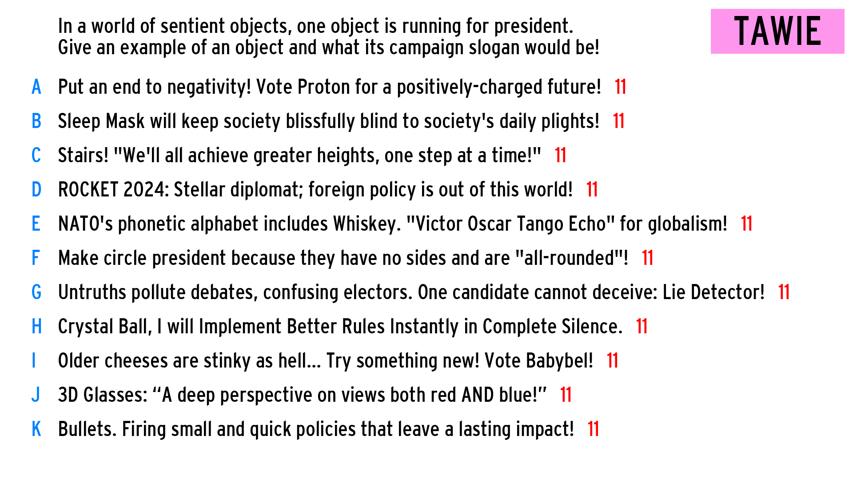 In a world of sentient objects, one object is running for president.
Give an example of an object and what its campaign slogan would be!
TAWIE
A Put an end to negativity! Vote Proton for a positively-charged future! 11
B Sleep Mask will keep society blissfully blind to society's daily plights! 11
C Stairs! "We'll all achieve greater heights, one step at a time!" 11
D ROCKET 2024: Stellar diplomat; foreign policy is out of this world! 11
E NATO's phonetic alphabet includes Whiskey. "Victor Oscar Tango Echo" for globalism! 11
F Make circle president because they have no sides and are "all-rounded"! 11
G Untruths pollute debates, confusing electors. One candidate cannot deceive: Lie Detector! 11
H Crystal Ball, I will Implement Better Rules Instantly in Complete Silence. 11
I Older cheeses are stinky as hell... Try something new! Vote Babybel! 11
J 3D Glasses: “A deep perspective on views both red AND blue!” 11
K Bullets. Firing small and quick policies that leave a lasting impact! 11